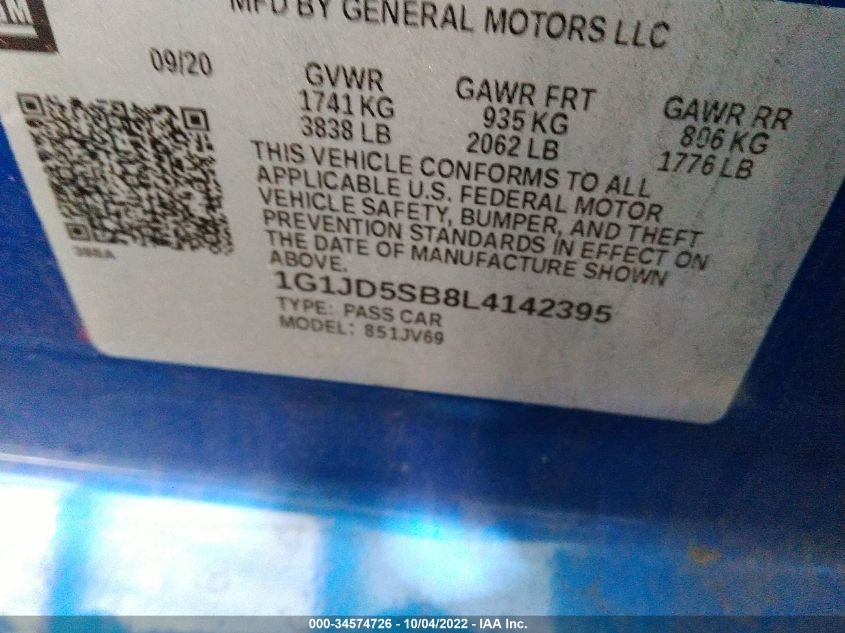 GM
MFD BY GENERAL MOTORS LLC
09/20
GVWR
1741 KG
3838 LB
GAWR FRT
935 KG
2062 LB
GAWR RR
806 KG
1776 LB
THIS VEHICLE CONFORMS TO ALL
APPLICABLE U.S. FEDERAL MOTOR
VEHICLE SAFETY, BUMPER, AND THEFT
PREVENTION STANDARDS IN EFFECT ON
THE DATE OF MANUFACTURE SHOWN
ABOVE.
1G1JD5SB8L4142395
TYPE: PASS CAR
MODEL: 851JV69
000-34574726 - 10/04/2022 - IAA Inc.